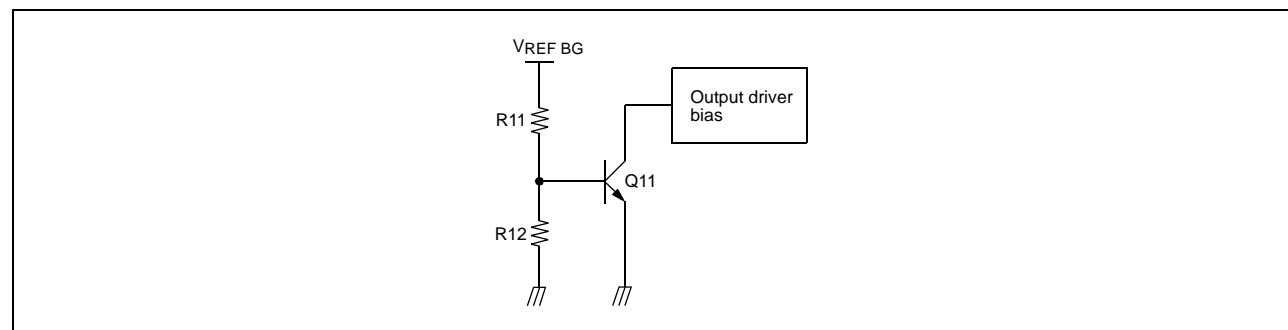 VREF BG
R11
Output driver
bias
Q11
R12